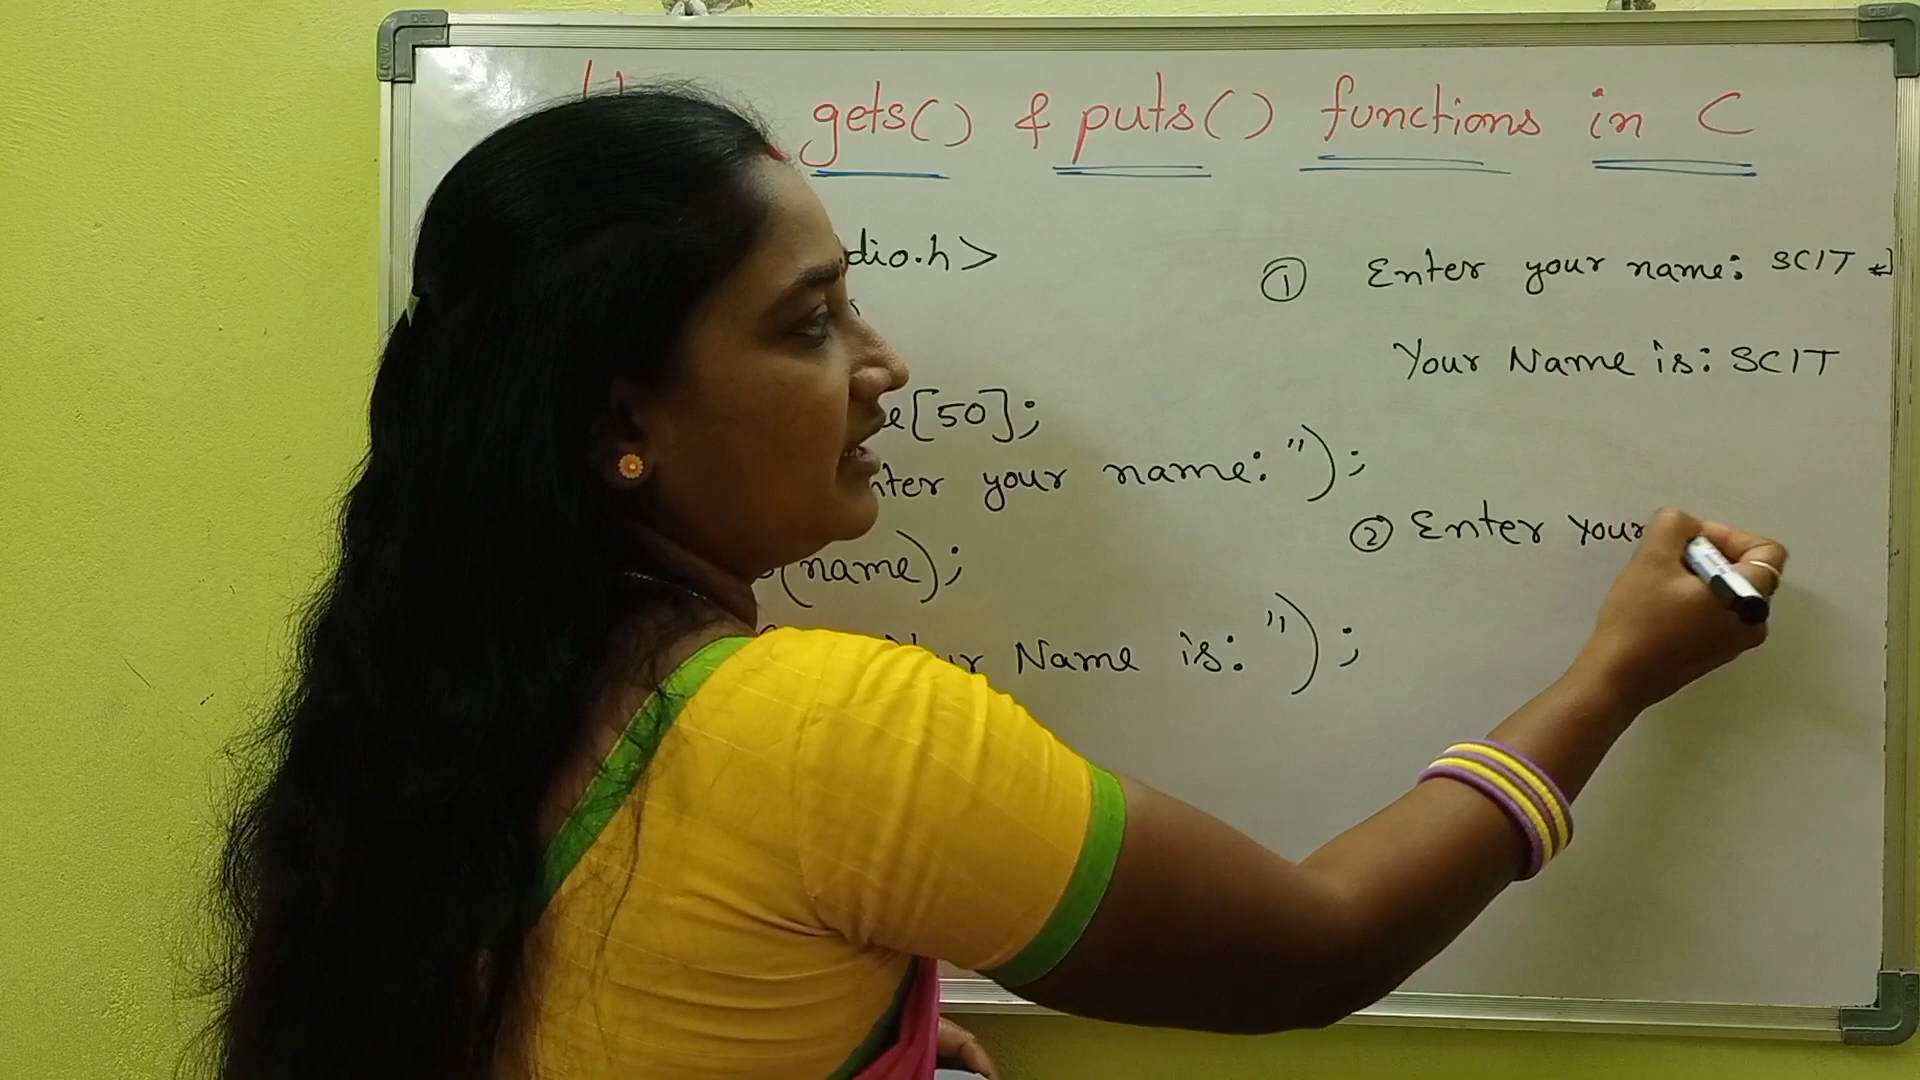 gets() & puts() functions in C
dio.h>
e[50];
nter your name:");
(name);
ur Name is:");
① Enter your name: SCIT
Your Name is: SCIT
② Enter your